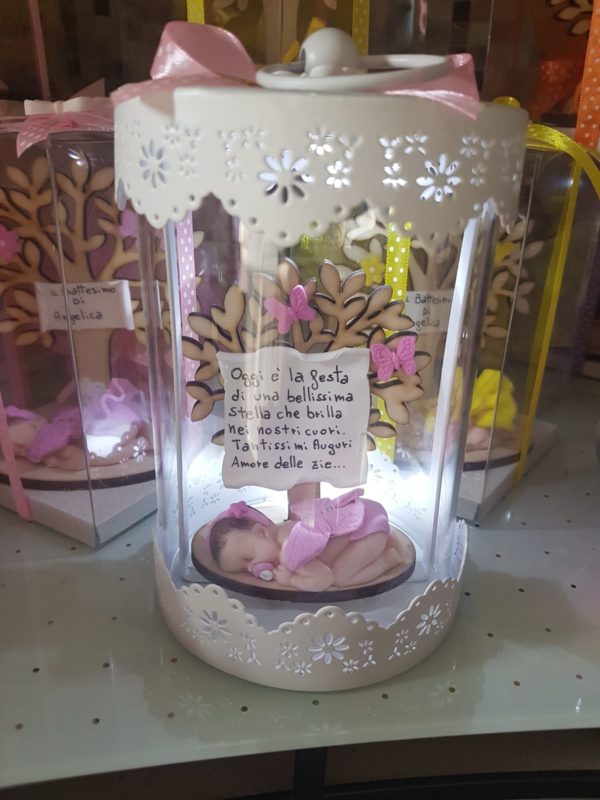 Oggi è la festa
di una bellissima
stella che brilla
nei nostri cuori.
Tantissimi Auguri
Amore delle zie...
il Battesimo
Di
Angelica
Battesimo
Di
gelica